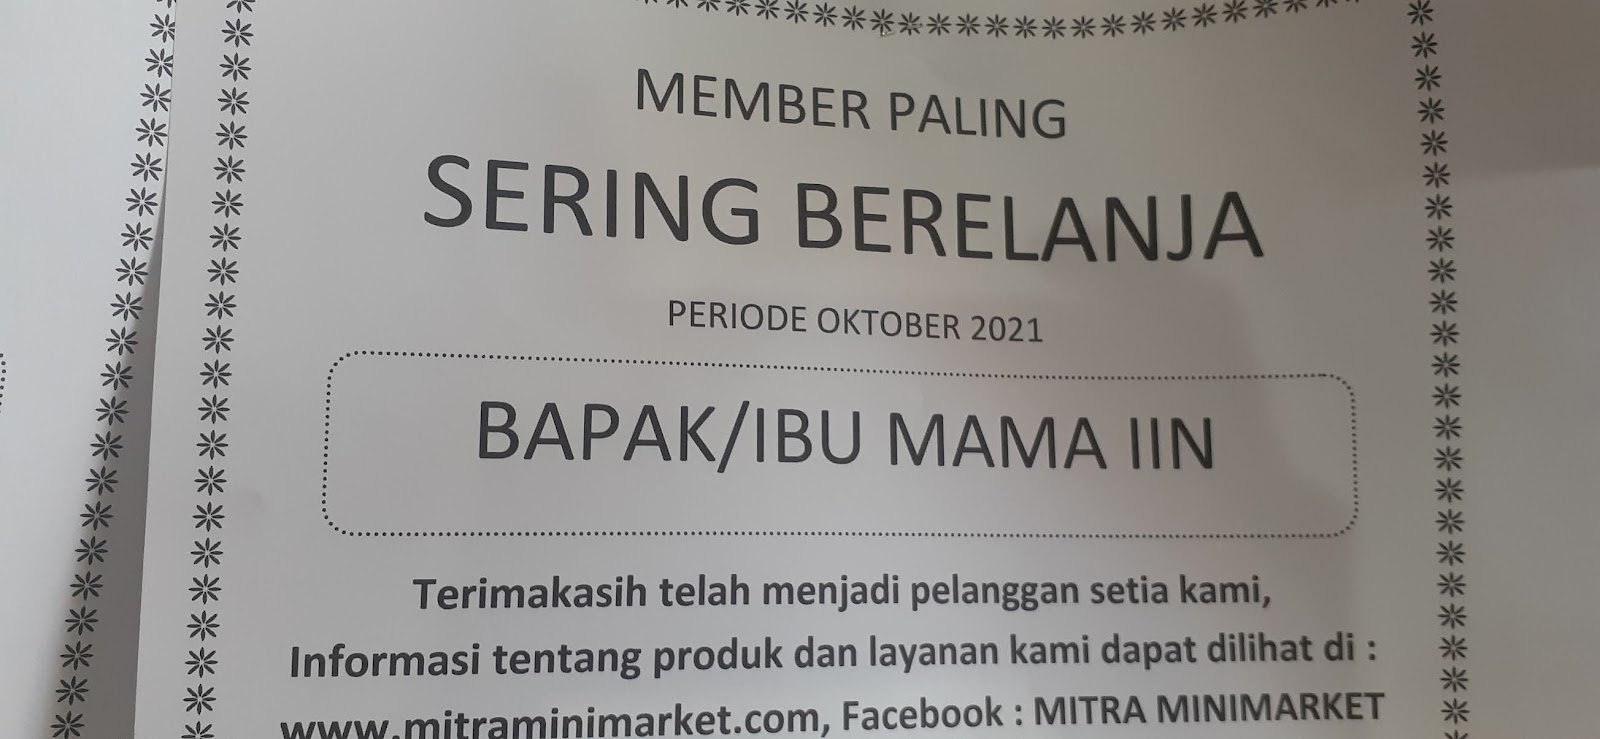 MEMBER PALING
SERING BERELANJA
PERIODE OKTOBER 2021
BAPAK/IBU MAMA IIN
Terimakasih telah menjadi pelanggan setia kami,
Informasi tentang produk dan layanan kami dapat dilihat di :
www.mitraminimarket.com, Facebook : MITRA MINIMARKET